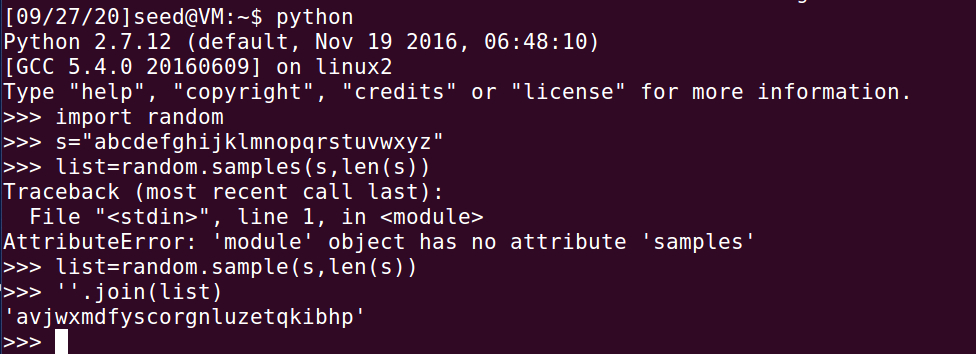 [09/27/20]seed@VM:~$ python
Python 2.7.12 (default, Nov 19 2016, 06:48:10)
[GCC 5.4.0 20160609] on linux2
Type "help", "copyright", "credits" or "license" for more information.
>>> import random
>>> s="abcdefghijklmnopqrstuvwxyz"
>>> list=random.samples(s,len(s))
Traceback (most recent call last):
  File "<stdin>", line 1, in <module>
AttributeError: 'module' object has no attribute 'samples'
>>> list=random.sample(s,len(s))
>>> ''.join(list)
'avjwxmdfyscorgnluzetqkibhp'
>>>